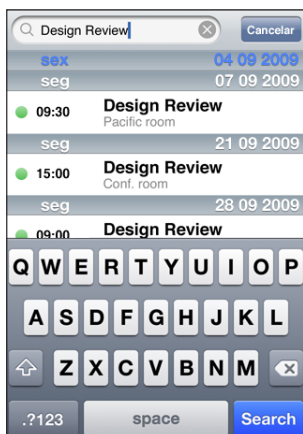 Design Review Cancelar
sex 04 09 2009
seg 07 09 2009
09:30 Design Review
Pacific room
seg 21 09 2009
15:00 Design Review
Conf. room
seg 28 09 2009
09:00 Design Review
Q W E R T Y U I O P
A S D F G H J K L
Z X C V B N M
.?123 space Search